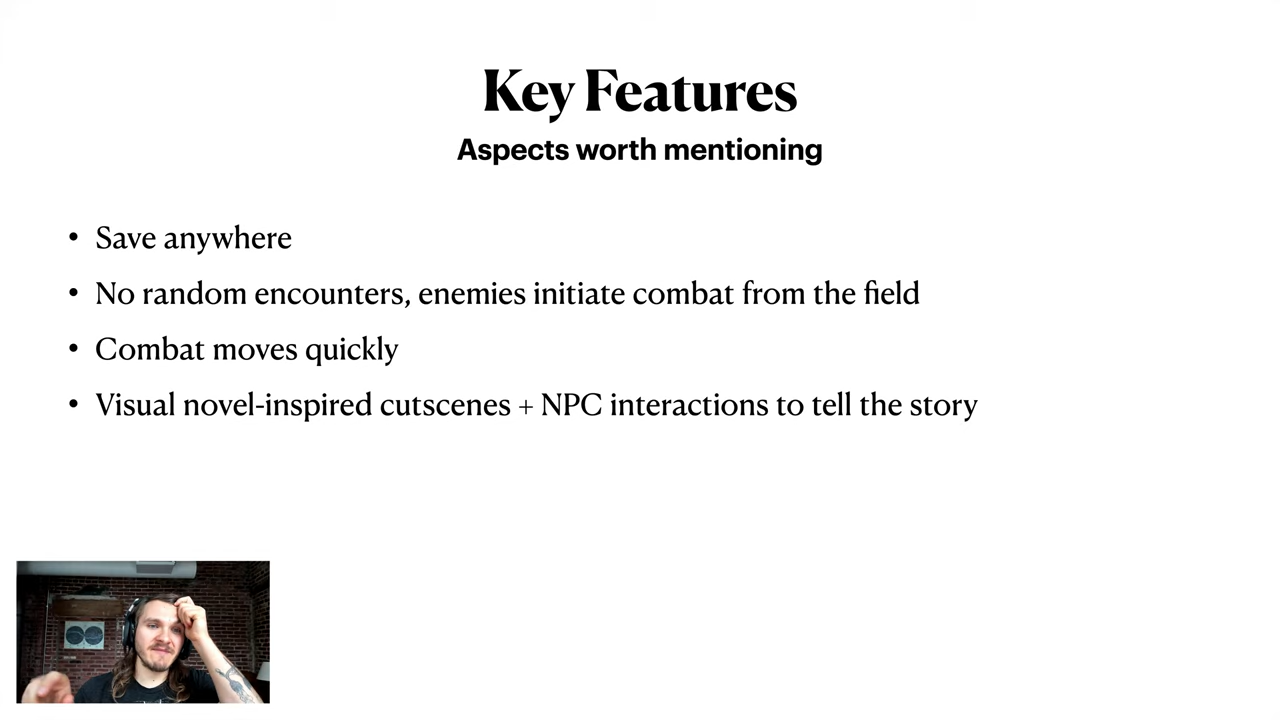 Key Features
Aspects worth mentioning
• Save anywhere
• No random encounters, enemies initiate combat from the field
• Combat moves quickly
• Visual novel-inspired cutscenes + NPC interactions to tell the story